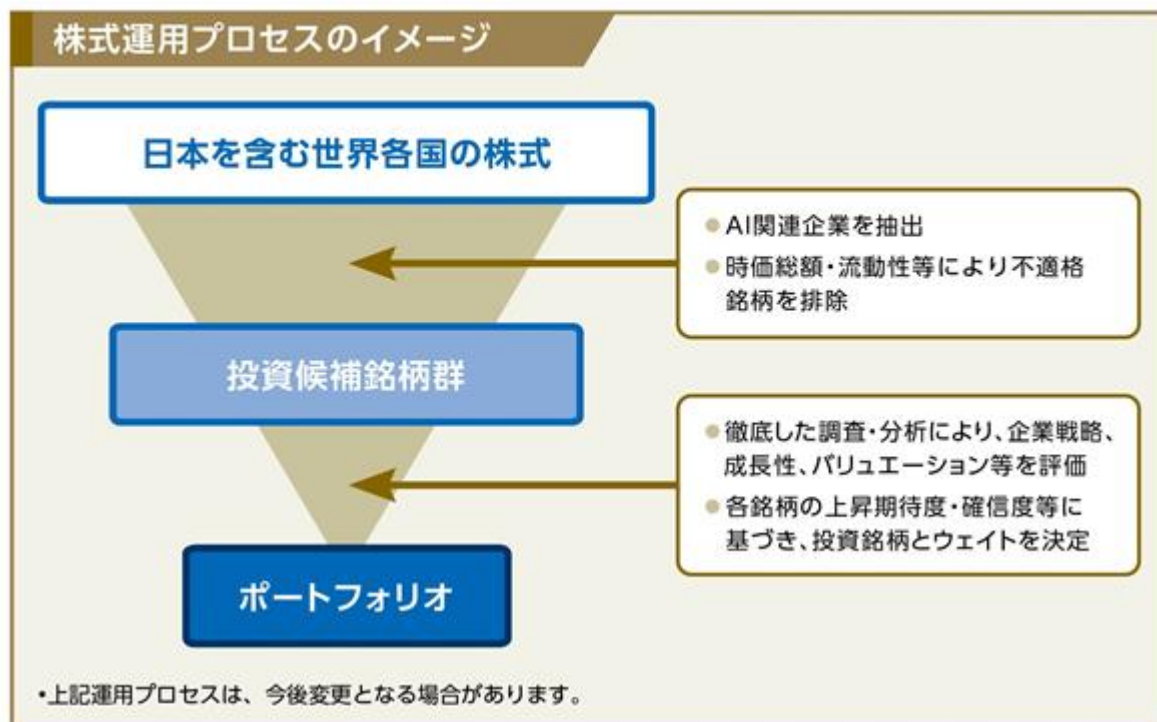 株式運用プロセスのイメージ
日本を含む世界各国の株式
●AI関連企業を抽出
●時価総額・流動性等により不適格
銘柄を排除
投資候補銘柄群
●徹底した調査・分析により、企業戦略、
成長性、バリュエーション等を評価
●各銘柄の上昇期待度・確信度等に
基づき、投資銘柄とウェイトを決定
ポートフォリオ
•上記運用プロセスは、今後変更となる場合があります。